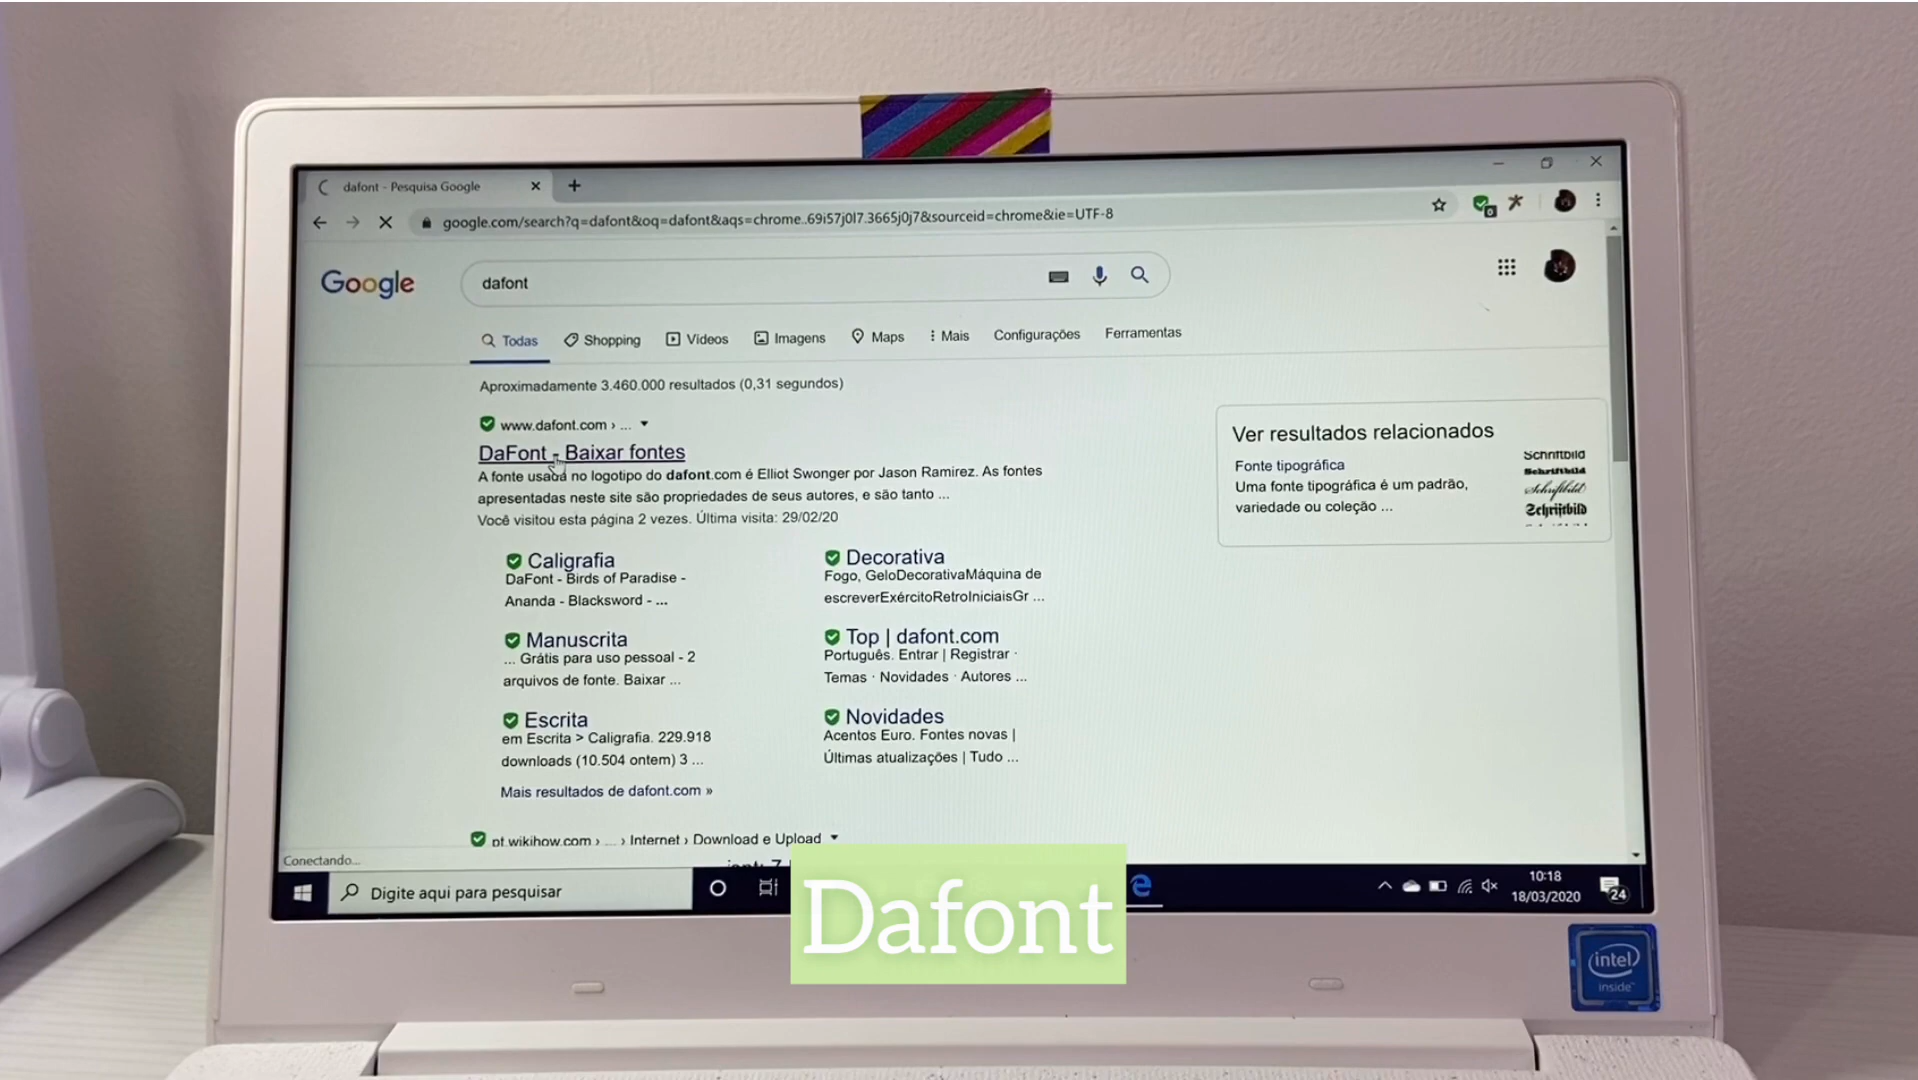 dafont - Pesquisa Google
google.com/search?q=dafont&oq=dafont&aqs=chrome..69i57j0l7.3665j0j7&sourceid=chrome&ie=UTF-8
Google
dafont
Todas Shopping Vídeos Imagens Maps Mais Configurações Ferramentas
Aproximadamente 3.460.000 resultados (0,31 segundos)
www.dafont.com › ...
DaFont - Baixar fontes
A fonte usada no logotipo do dafont.com é Elliot Swonger por Jason Ramirez. As fontes
apresentadas neste site são propriedades de seus autores, e são tanto ...
Você visitou esta página 2 vezes. Última visita: 29/02/20
Caligrafia
DaFont - Birds of Paradise -
Ananda - Blacksword - ...
Decorativa
Fogo, GeloDecorativaMáquina de
escreverExércitoRetroIniciaisGr ...
Manuscrita
... Grátis para uso pessoal - 2
arquivos de fonte. Baixar ...
Top | dafont.com
Português. Entrar | Registrar ·
Temas · Novidades · Autores ...
Escrita
em Escrita > Caligrafia. 229.918
downloads (10.504 ontem) 3 ...
Novidades
Acentos Euro. Fontes novas |
Últimas atualizações | Tudo ...
Mais resultados de dafont.com »
pt.wikihow.com › ... › Internet › Download e Upload
Ver resultados relacionados
Fonte tipográfica
Uma fonte tipográfica é um padrão,
variedade ou coleção ...
Schriftbild
Schriftbild
Schriftbild
Schriftbild
Conectando...
Digite aqui para pesquisar
10:18
18/03/2020
24
Dafont
intel
inside